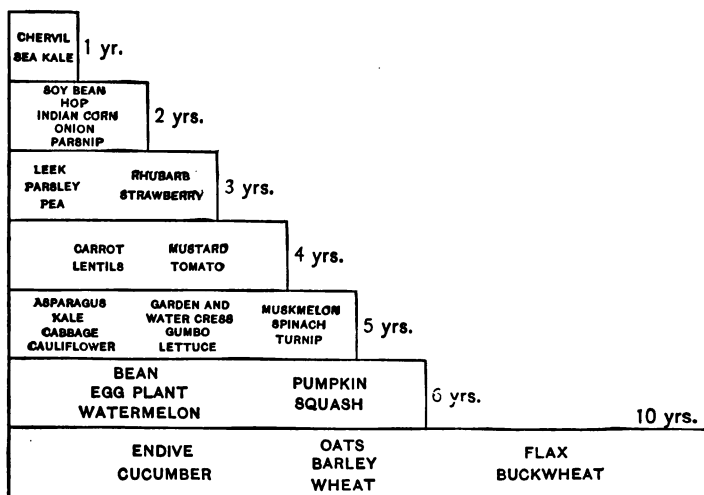 CHERVIL
SEA KALE
1 yr.
SOY BEAN
HOP
INDIAN CORN
ONION
PARSNIP
2 yrs.
LEEK
PARSLEY
PEA
RHUBARB
STRAWBERRY
3 yrs.
CARROT
LENTILS
MUSTARD
TOMATO
4 yrs.
ASPARAGUS
KALE
CABBAGE
CAULIFLOWER
GARDEN AND
WATER CRESS
GUMBO
LETTUCE
MUSKMELON
SPINACH
TURNIP
5 yrs.
BEAN
EGG PLANT
WATERMELON
PUMPKIN
SQUASH
6 yrs.
10 yrs.
ENDIVE
CUCUMBER
OATS
BARLEY
WHEAT
FLAX
BUCKWHEAT